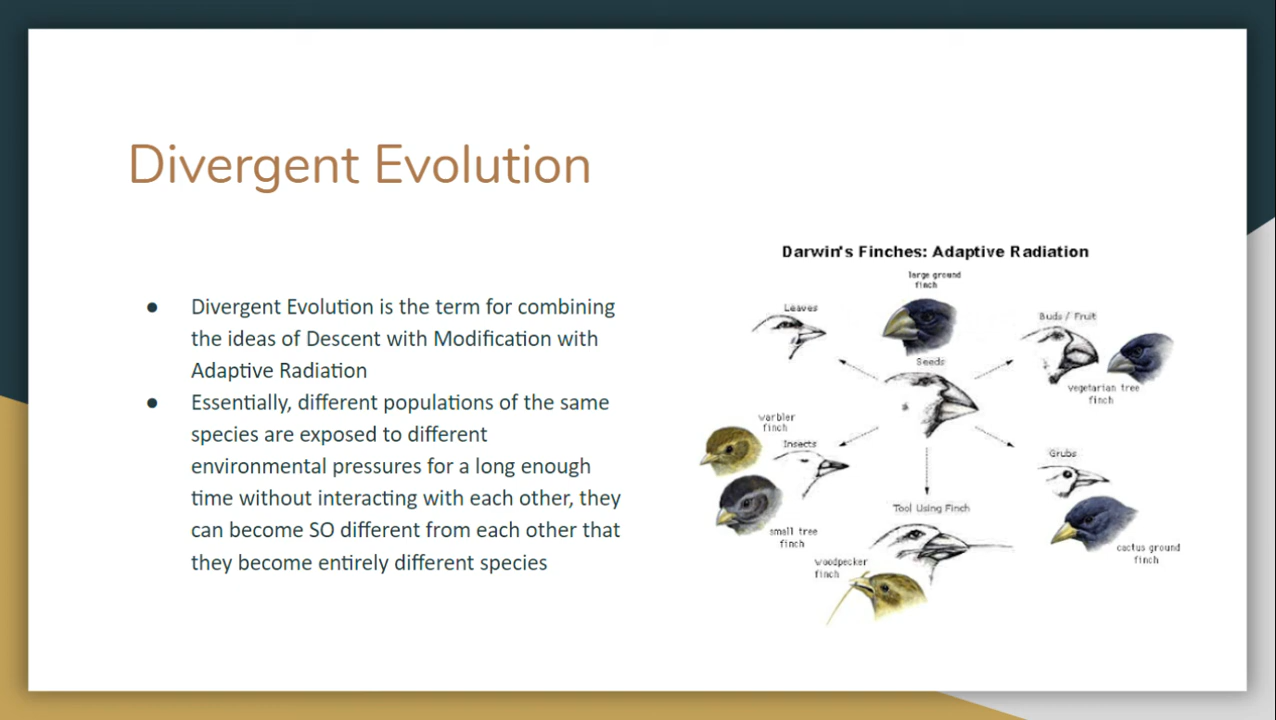 Divergent Evolution
● Divergent Evolution is the term for combining
the ideas of Descent with Modification with
Adaptive Radiation
● Essentially, different populations of the same
species are exposed to different
environmental pressures for a long enough
time without interacting with each other, they
can become SO different from each other that
they become entirely different species
Darwin's Finches: Adaptive Radiation
large ground
finch
Leaves
Buds / Fruit
Seeds
vegetarian tree
finch
warbler
finch
Insects
Grubs
Tool Using Finch
small tree
finch
cactus ground
finch
woodpecker
finch